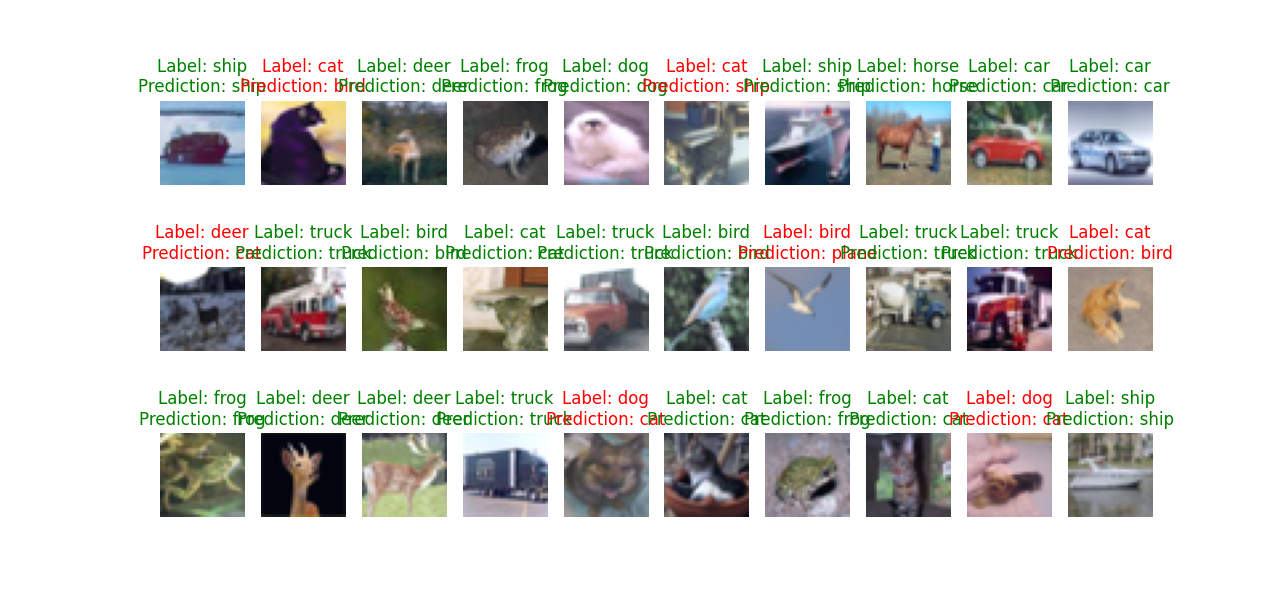 Label: ship Label: cat Label: deer Label: frog Label: dog Label: cat Label: ship Label: horse Label: car Label: car
Prediction: ship Prediction: bird Prediction: deer Prediction: frog Prediction: dog Prediction: ship Prediction: ship Prediction: horse Prediction: car Prediction: car
Label: deer Label: truck Label: bird Label: cat Label: truck Label: bird Label: bird Label: truck Label: truck Label: cat
Prediction: cat Prediction: truck Prediction: bird Prediction: cat Prediction: truck Prediction: bird Prediction: plane Prediction: truck Prediction: truck Prediction: bird
Label: frog Label: deer Label: deer Label: truck Label: dog Label: cat Label: frog Label: cat Label: dog Label: ship
Prediction: frog Prediction: deer Prediction: deer Prediction: truck Prediction: cat Prediction: cat Prediction: frog Prediction: cat Prediction: cat Prediction: ship